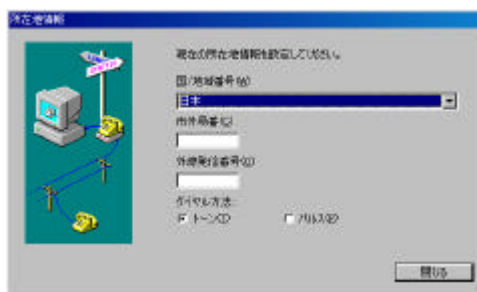 所在地情報
現在の所在地情報を設定してください。
国/地域番号(W)
日本
市外局番(C)
外線発信番号(U)
ダイヤル方法:
トーン(T) パルス(P)
閉じる